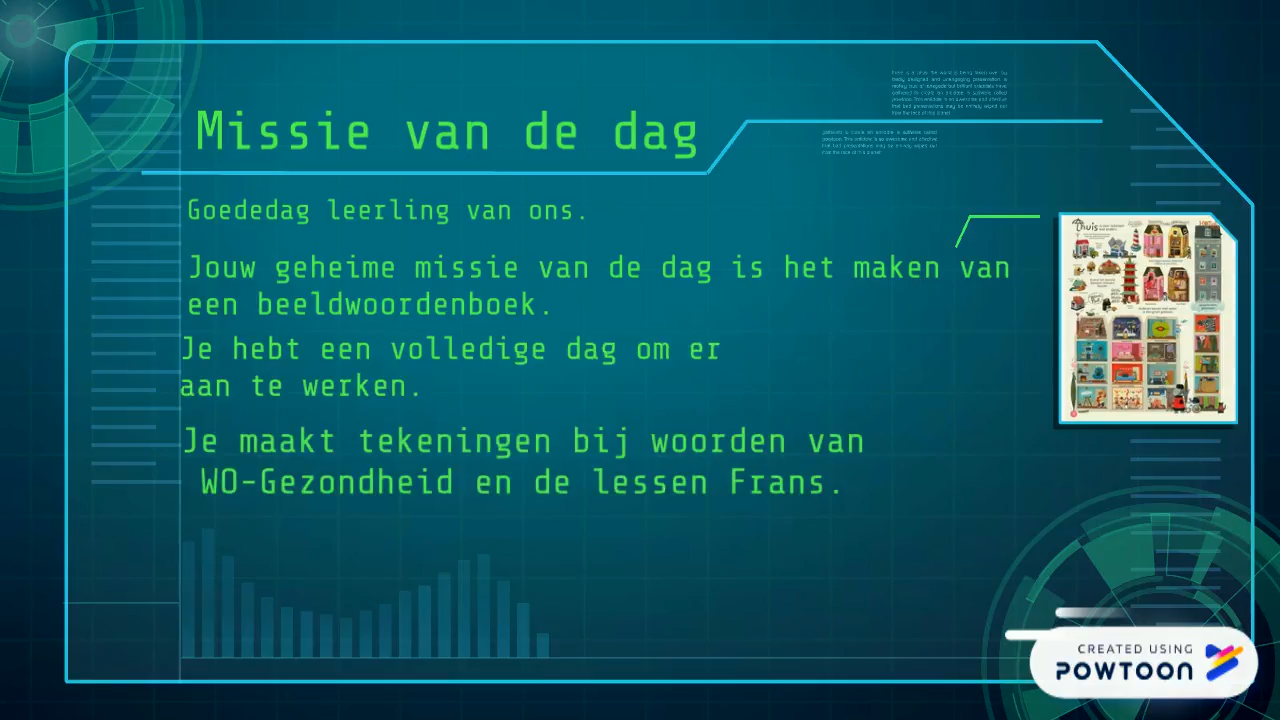 Missie van de dag
Goededag leerling van ons.
Jouw geheime missie van de dag is het maken van
een beeldwoordenboek.
Je hebt een volledige dag om er
aan te werken.
Je maakt tekeningen bij woorden van
WO-Gezondheid en de lessen Frans.
thuis
CREATED USING
POWTOON